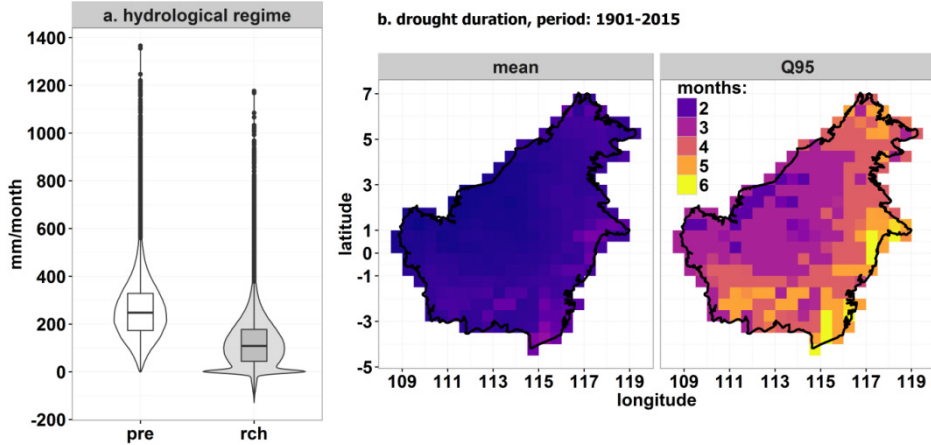 a. hydrological regime
1400
1200
1000
800
600
400
200
0
-200
mm/month
pre
rch
b. drought duration, period: 1901-2015
mean
Q95
months:
2
3
4
5
6
7
5
3
1
0
-1
-3
-5
latitude
109 111 113 115 117 119
109 111 113 115 117 119
longitude